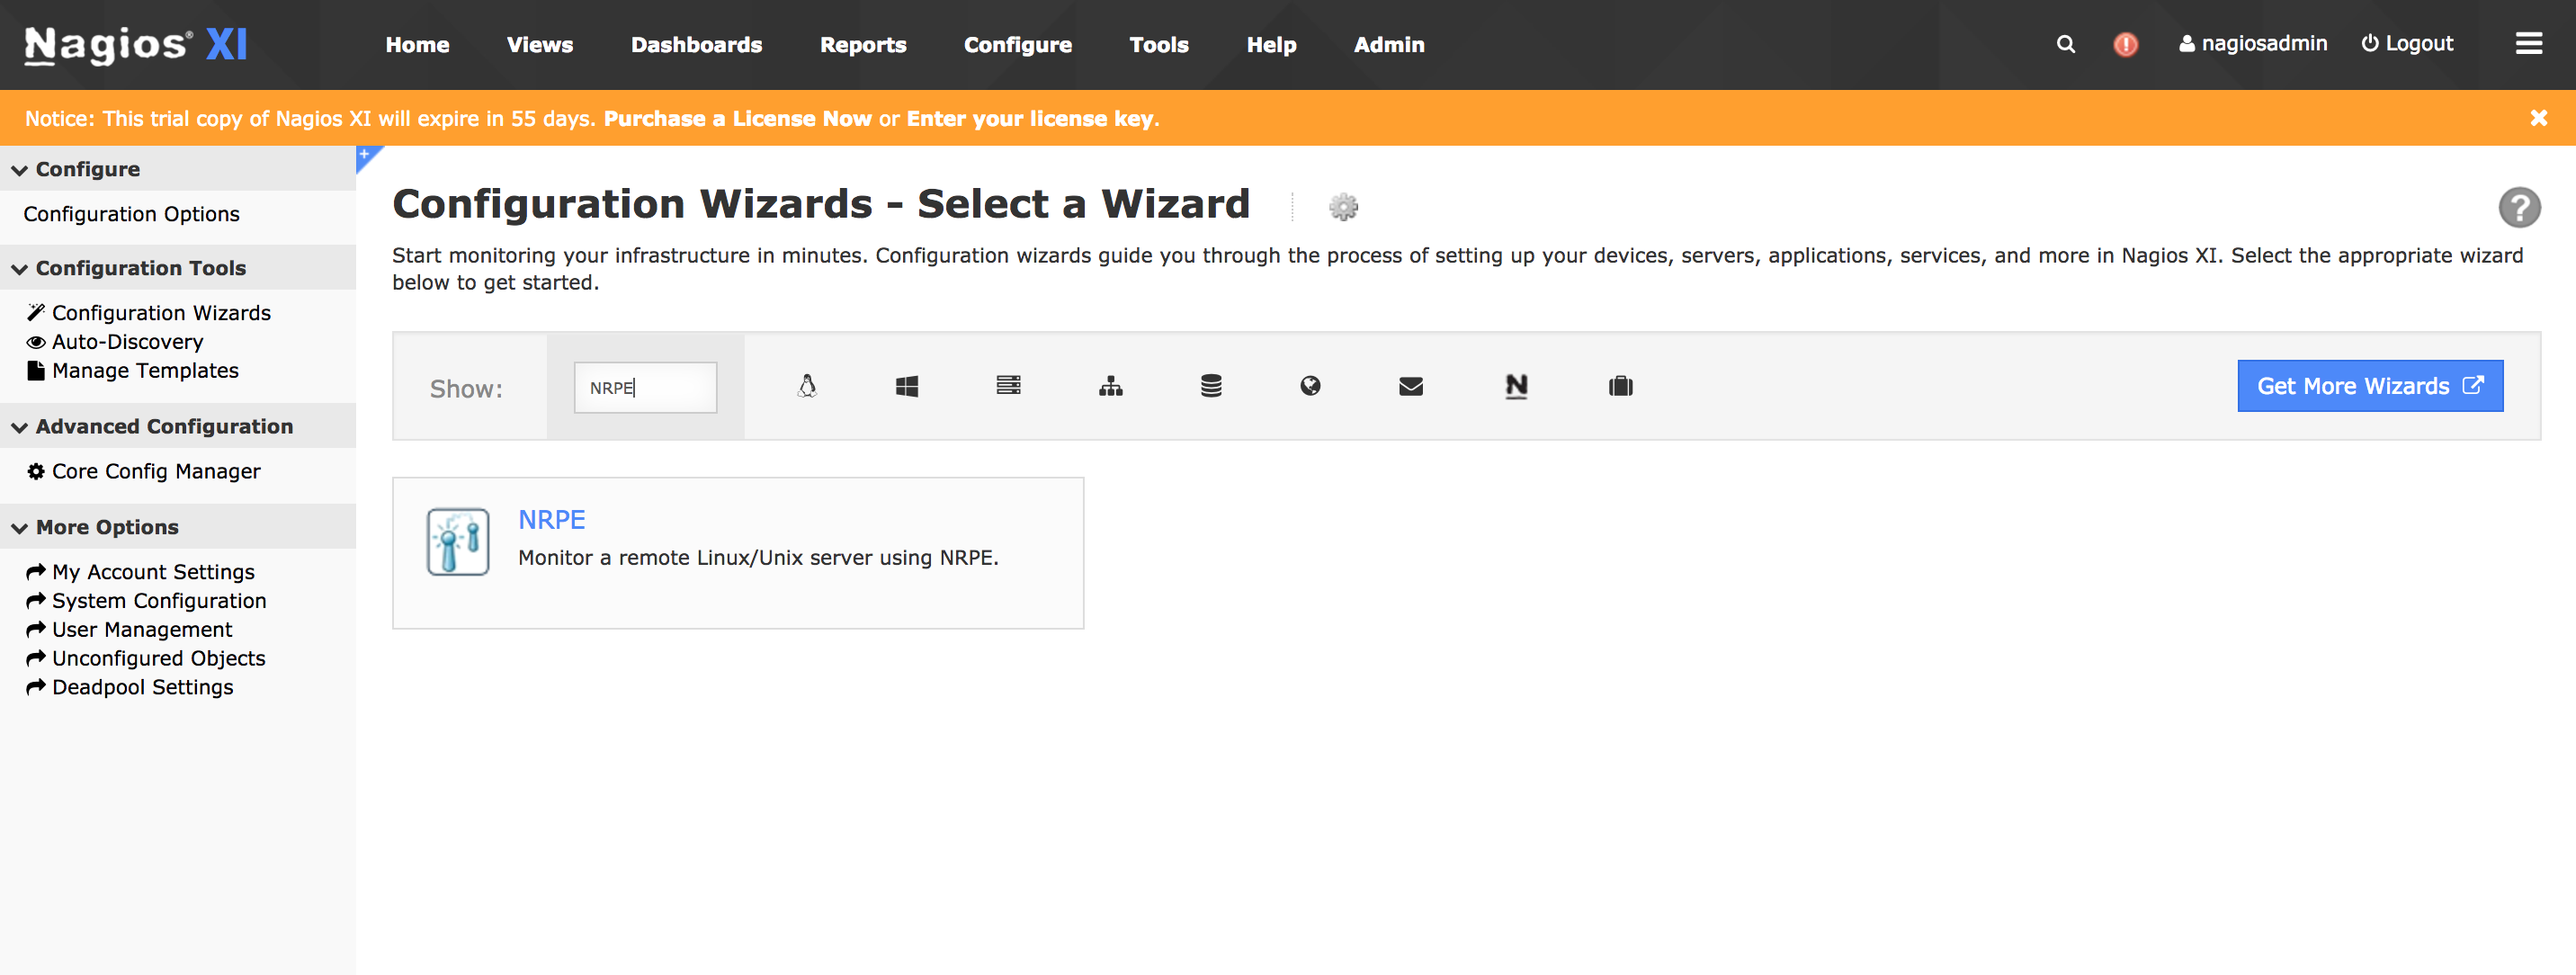 Nagios® XI
Home Views Dashboards Reports Configure Tools Help Admin
nagiosadmin Logout
Notice: This trial copy of Nagios XI will expire in 55 days. Purchase a License Now or Enter your license key.
Configure
Configuration Options
Configuration Tools
Configuration Wizards
Auto-Discovery
Manage Templates
Advanced Configuration
Core Config Manager
More Options
My Account Settings
System Configuration
User Management
Unconfigured Objects
Deadpool Settings
Configuration Wizards - Select a Wizard
Start monitoring your infrastructure in minutes. Configuration wizards guide you through the process of setting up your devices, servers, applications, services, and more in Nagios XI. Select the appropriate wizard
below to get started.
Show: NRPE N Get More Wizards
NRPE
Monitor a remote Linux/Unix server using NRPE.